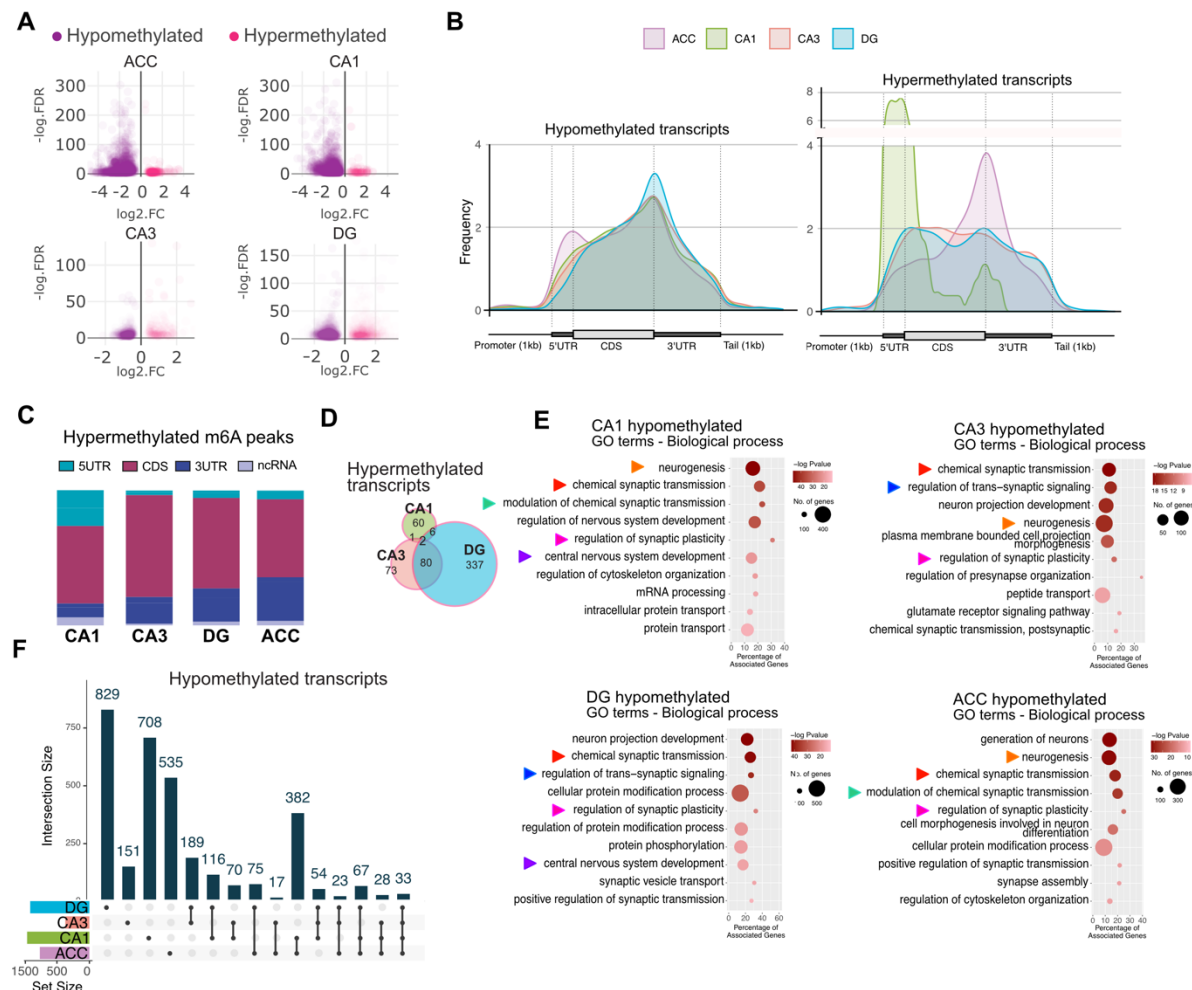 A
Hypomethylated
Hypermethylated
ACC
CA1
-log.FDR
300
200
100
0
-4 -2 0 2 4
log2.FC
-log.FDR
300
200
100
0
-4 -2 0 2 4
log2.FC
CA3
DG
-log.FDR
100
50
0
-2 0 2
log2.FC
-log.FDR
150
100
50
0
-2 0 2
log2.FC
B
ACC CA1 CA3 DG
Hypomethylated transcripts
Frequency
4
2
0
Promoter (1kb) 5'UTR CDS 3'UTR Tail (1kb)
Hypermethylated transcripts
8
6
4
2
0
Promoter (1kb) 5'UTR CDS 3'UTR Tail (1kb)
C
Hypermethylated m6A peaks
5UTR CDS 3UTR ncRNA
CA1 CA3 DG ACC
D
Hypermethylated
transcripts
CA1
60
6
1 2
CA3
73
80
DG
337
E
CA1 hypomethylated
GO terms - Biological process
neurogenesis
chemical synaptic transmission
modulation of chemical synaptic transmission
regulation of nervous system development
regulation of synaptic plasticity
central nervous system development
regulation of cytoskeleton organization
mRNA processing
intracellular protein transport
protein transport
0 10 20 30 40
Percentage of
Associated Genes
-log Pvalue
40 30 20
No. of genes
100 400
CA3 hypomethylated
GO terms - Biological process
chemical synaptic transmission
regulation of trans-synaptic signaling
neuron projection development
neurogenesis
plasma membrane bounded cell projection
morphogenesis
regulation of synaptic plasticity
regulation of presynapse organization
peptide transport
glutamate receptor signaling pathway
chemical synaptic transmission, postsynaptic
0 10 20 30
Percentage of
Associated Genes
-log Pvalue
18 15 12 9
No. of genes
50 100
DG hypomethylated
GO terms - Biological process
neuron projection development
chemical synaptic transmission
regulation of trans-synaptic signaling
cellular protein modification process
regulation of synaptic plasticity
regulation of protein modification process
protein phosphorylation
central nervous system development
synaptic vesicle transport
positive regulation of synaptic transmission
0 20 40 60
Percentage of
Associated Genes
-log Pvalue
40 30 20 10
No. of genes
500
ACC hypomethylated
GO terms - Biological process
generation of neurons
neurogenesis
chemical synaptic transmission
modulation of chemical synaptic transmission
regulation of synaptic plasticity
cell morphogenesis involved in neuron
differentiation
cellular protein modification process
positive regulation of synaptic transmission
synapse assembly
regulation of cytoskeleton organization
0 10 20 30 40
Percentage of
Associated Genes
-log Pvalue
30 20 10
No. of genes
100 300
F
Hypomethylated transcripts
Intersection Size
750
500
250
0
829 151 708 535 189 116 70 75 17 382 54 23 67 28 33
DG
CA3
CA1
ACC
1500 500 0
Set Size